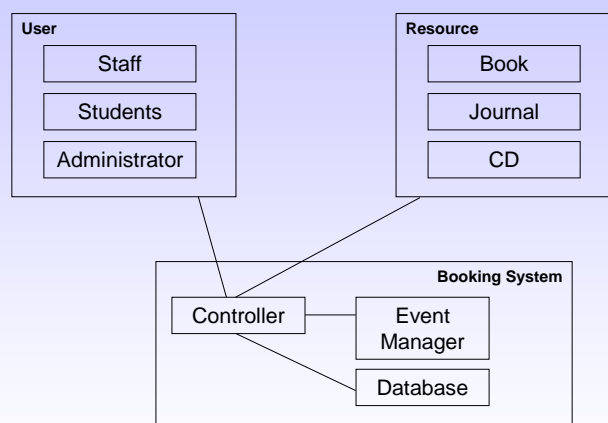 User
Staff
Students
Administrator
Resource
Book
Journal
CD
Booking System
Controller
Event
Manager
Database